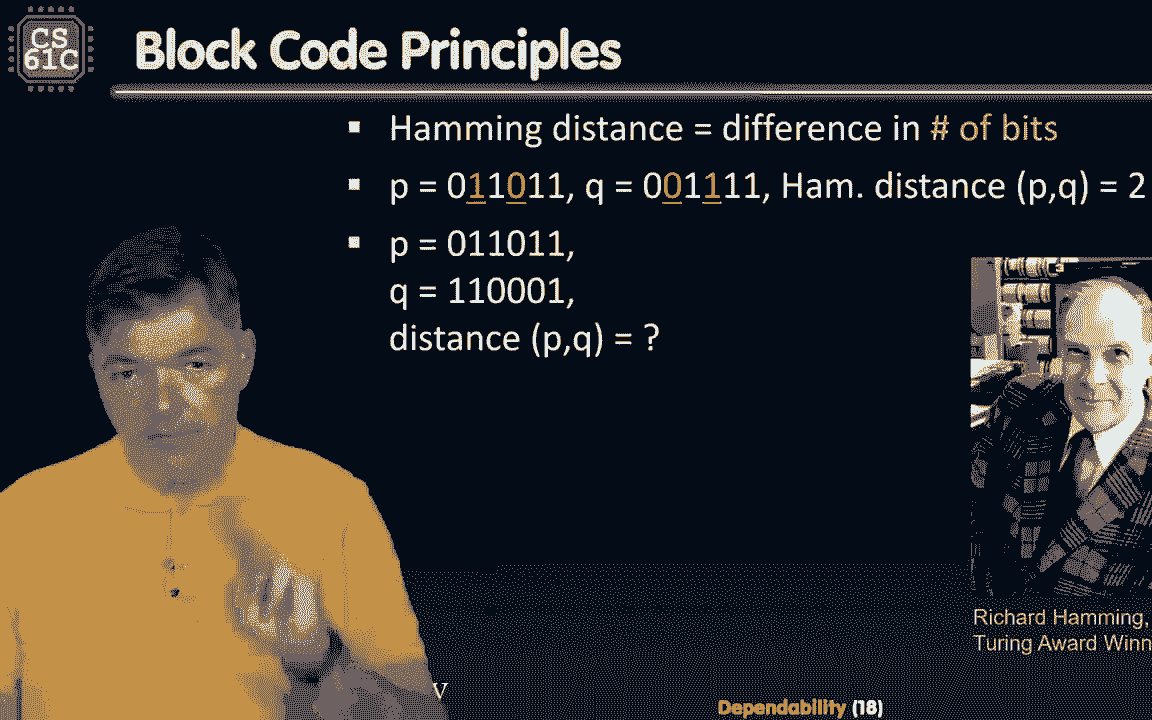 CS
61C
Block Code Principles
▪ Hamming distance = difference in # of bits
▪ p = 011011, q = 001111, Ham. distance (p,q) = 2
▪ p = 011011,
q = 110001,
distance (p,q) = ?
Richard Hamming,
Turing Award Winn
V
Dependability (18)